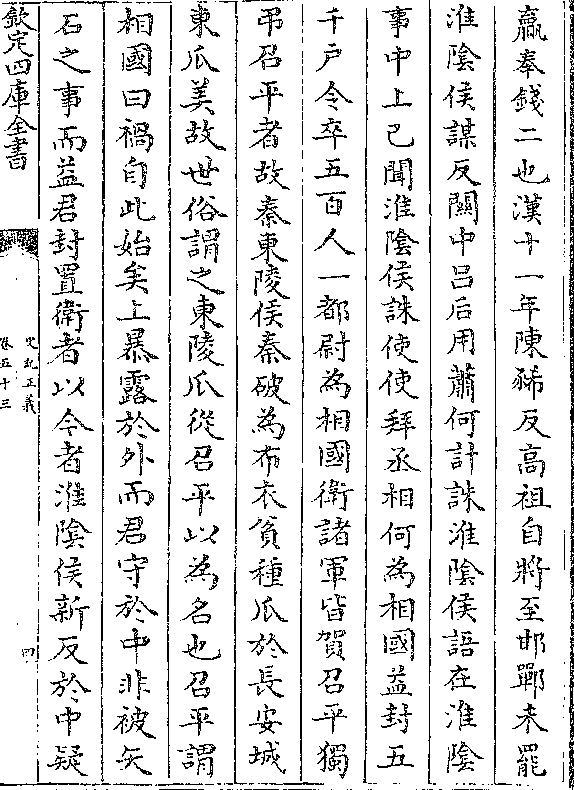 羸奉錢二也漢十一年陳豨反高祖自將至邯鄲未罷
淮陰侯謀反關中吕后用蕭何計誅淮陰侯語在淮陰
事中上已聞淮陰侯誅使使拜丞相何為相國益封五
千戸令卒五百人一都尉為相國衛諸軍皆賀召平獨
弔召平者故秦東陵侯秦破為布衣貧種瓜於長安城
東瓜美故世俗謂之東陵瓜從召平以為名也召平謂
相國曰禍自此始矣上暴露於外而君守於中非被矢
石之事而益君封置衛者以今者淮陰侯新反於中疑
欽定四庫全書
史記正義
卷五十三
四